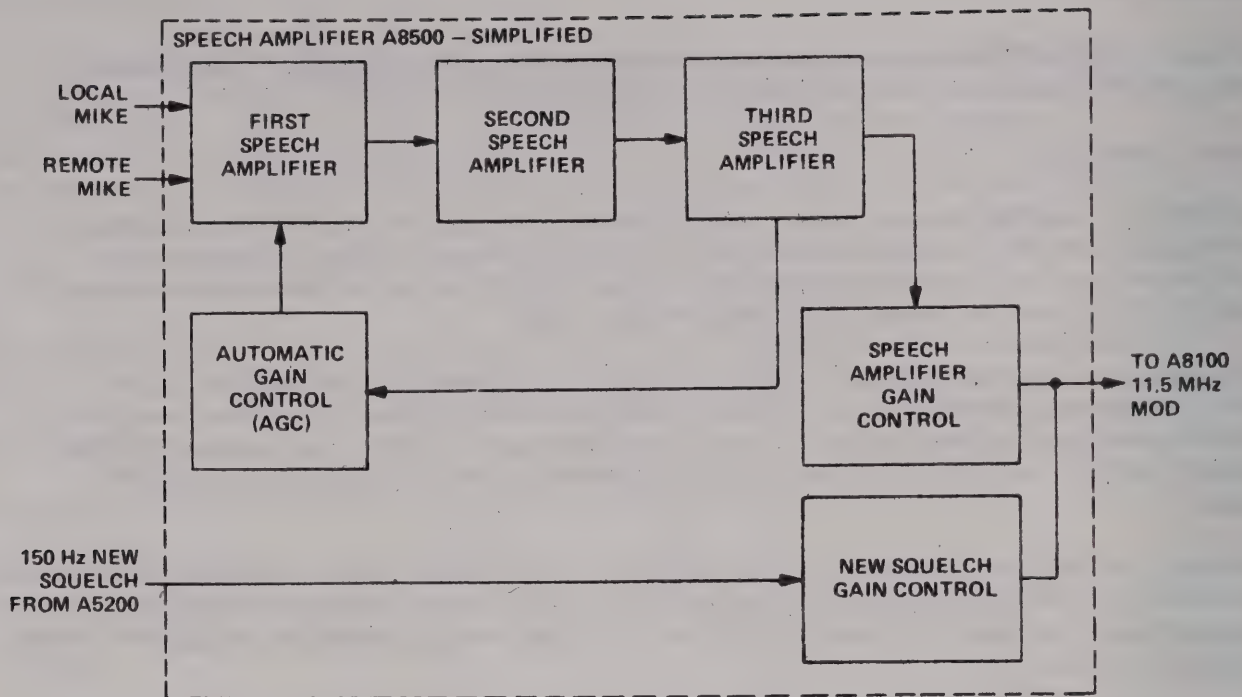 SPEECH AMPLIFIER A8500 – SIMPLIFIED
LOCAL
MIKE
REMOTE
MIKE
FIRST
SPEECH
AMPLIFIER
SECOND
SPEECH
AMPLIFIER
THIRD
SPEECH
AMPLIFIER
AUTOMATIC
GAIN
CONTROL
(AGC)
SPEECH
AMPLIFIER
GAIN
CONTROL
TO A8100
11.5 MHz
MOD
150 Hz NEW
SQUELCH
FROM A5200
NEW SQUELCH
GAIN CONTROL